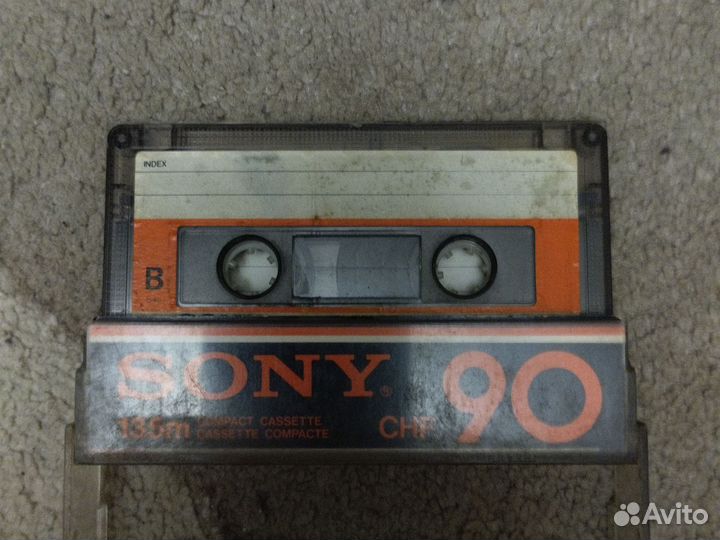 INDEX
B
SONY®
135m COMPACT CASSETTE
CASSETTE COMPACTE
CHF 90
Avito